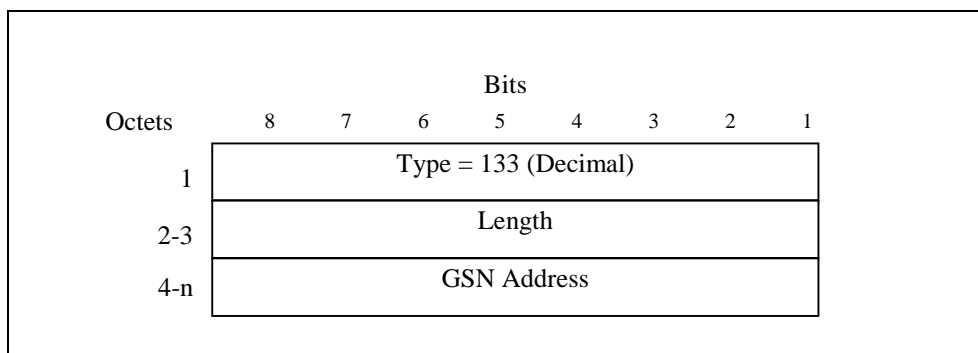 Bits
Octets 8 7 6 5 4 3 2 1
1 Type = 133 (Decimal)
2-3 Length
4-n GSN Address